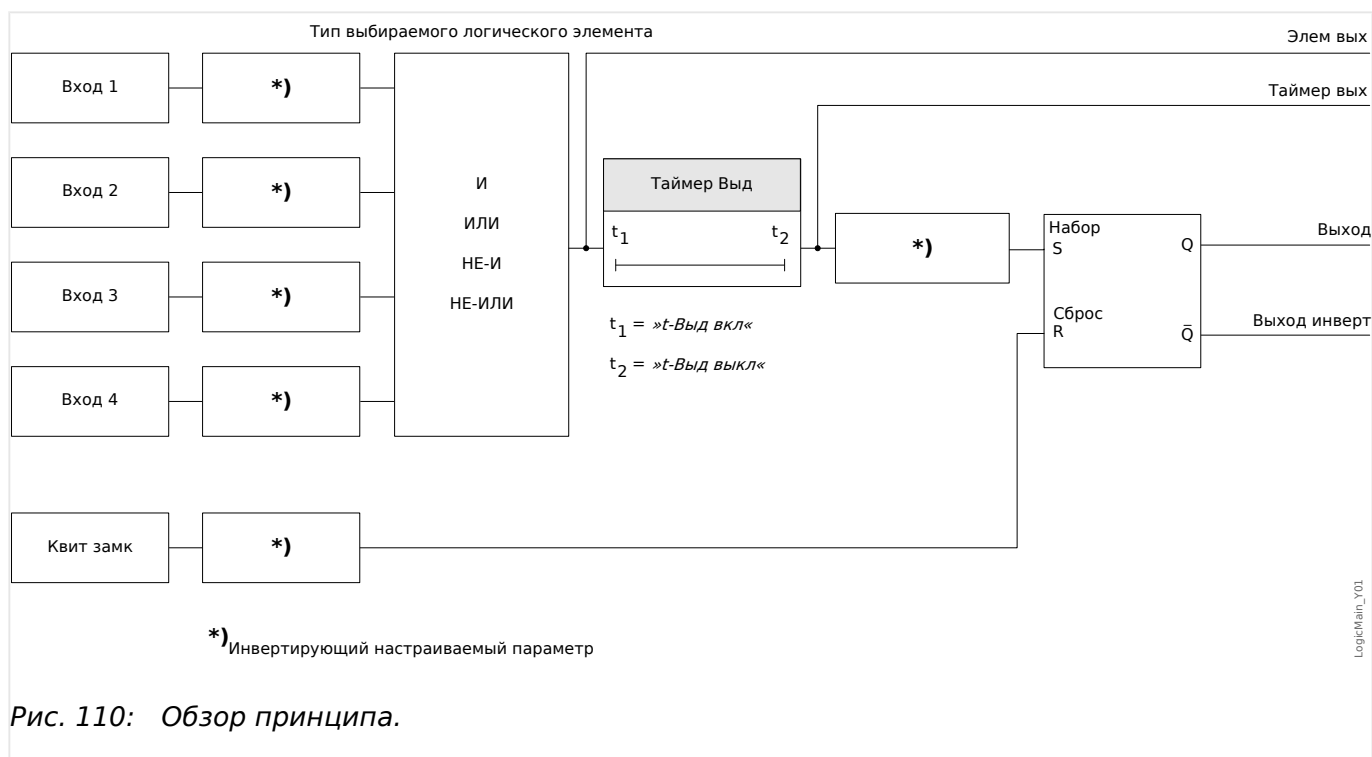 Тип выбираемого логического элемента
Элем вых
Вход 1
*)
Таймер вых
Вход 2
*)
И
ИЛИ
НЕ-И
НЕ-ИЛИ
Таймер Выд
t1
t2
*)
Набор
S
Q
Выход
Вход 3
*)
t1 = »t-Выд вкл«
t2 = »t-Выд выкл«
Сброс
R
Q̅
Выход инверт
Вход 4
*)
Квит замк
*)
*)Инвертирующий настраиваемый параметр
LogicMain_Y01
Рис. 110: Обзор принципа.